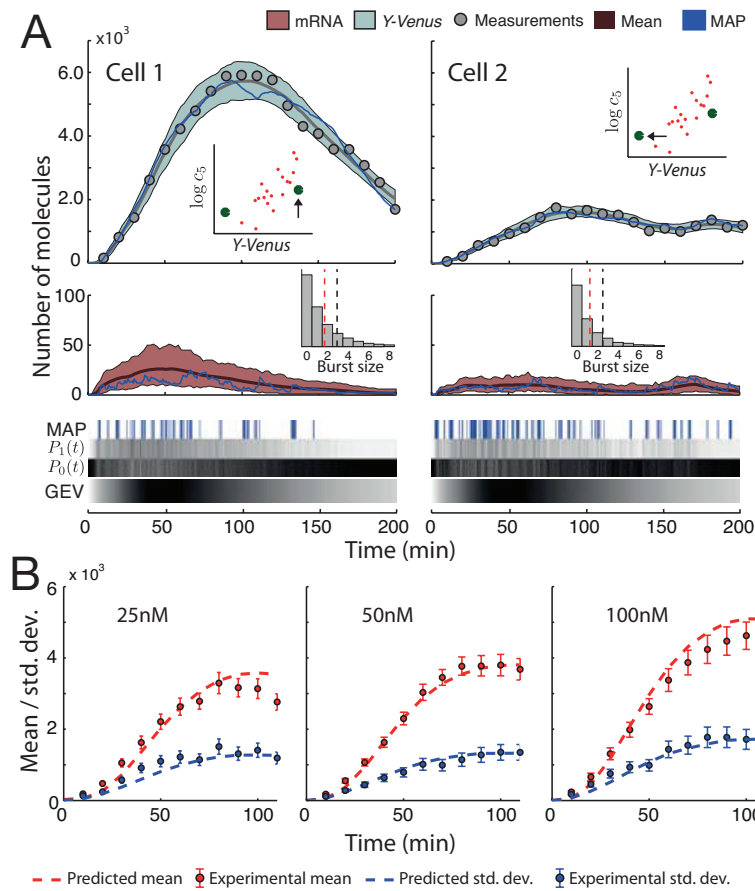 A
mRNA Y-Venus Measurements Mean MAP
x10³
Cell 1
Cell 2
6.0
4.0
2.0
0
log c₅
Y-Venus
log c₅
Y-Venus
Number of molecules
100
50
0
0 2 4 6 8
Burst size
0 2 4 6 8
Burst size
MAP
P₁(t)
P₀(t)
GEV
0 50 100 150 200
0 50 100 150 200
Time (min)
B
x 10³
6
4
2
0
Mean / std. dev.
25nM
50nM
100nM
0 50 100
0 50 100
0 50 100
Time (min)
Predicted mean Experimental mean Predicted std. dev. Experimental std. dev.